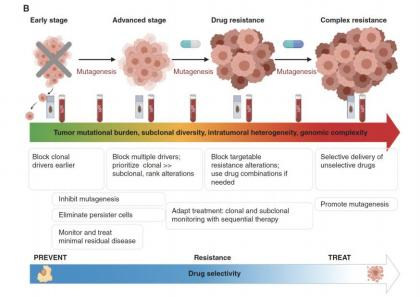 B
Early stage
Advanced stage
Drug resistance
Complex resistance
Mutagenesis
Mutagenesis
Mutagenesis
Tumor mutational burden, subclonal diversity, intratumoral heterogeneity, genomic complexity
Block clonal
drivers earlier
Block multiple drivers;
prioritize clonal >>
subclonal, rank alterations
Block targetable
resistance alterations;
use drug combinations if
needed
Selective delivery of
unselective drugs
Inhibit mutagenesis
Eliminate persister cells
Monitor and treat
minimal residual disease
Adapt treatment: clonal and subclonal
monitoring with sequential therapy
Promote mutagenesis
PREVENT
Resistance
TREAT
Drug selectivity